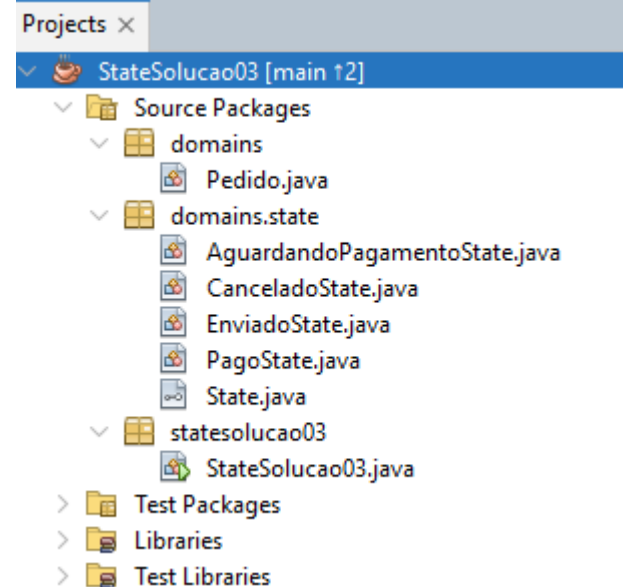 Projects ×
StateSolucao03 [main ↑2]
Source Packages
domains
Pedido.java
domains.state
AguardandoPagamentoState.java
CanceladoState.java
EnviadoState.java
PagoState.java
State.java
statesolucao03
StateSolucao03.java
Test Packages
Libraries
Test Libraries